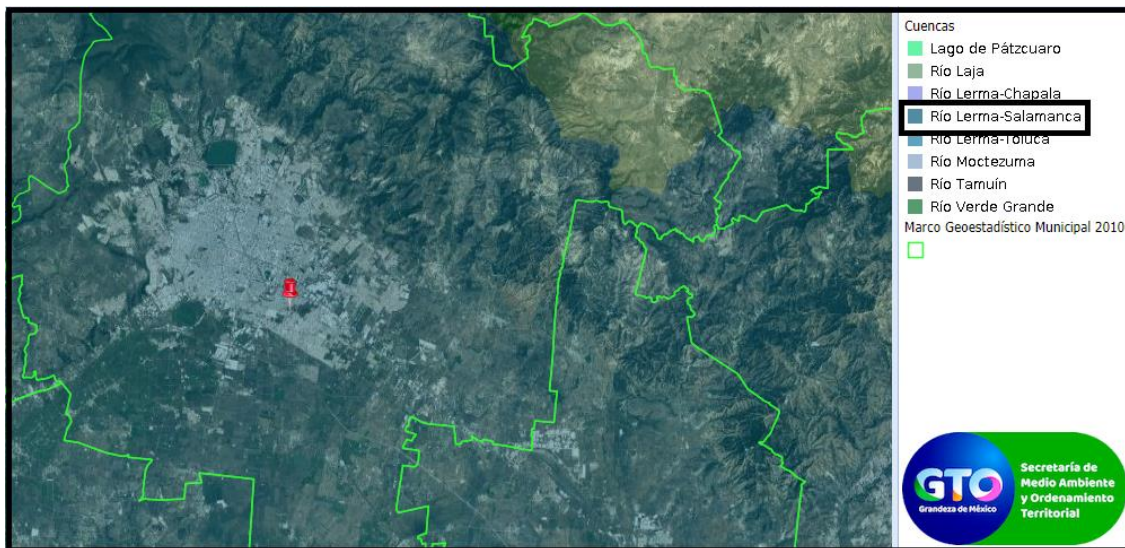 Cuencas
Lago de Pátzcuaro
Río Laja
Río Lerma-Chapala
Río Lerma-Salamanca
Río Lerma-Toluca
Río Moctezuma
Río Tamuín
Río Verde Grande
Marco Geoestadístico Municipal 2010
GTO
Grandeza de México
Secretaría de
Medio Ambiente
y Ordenamiento
Territorial